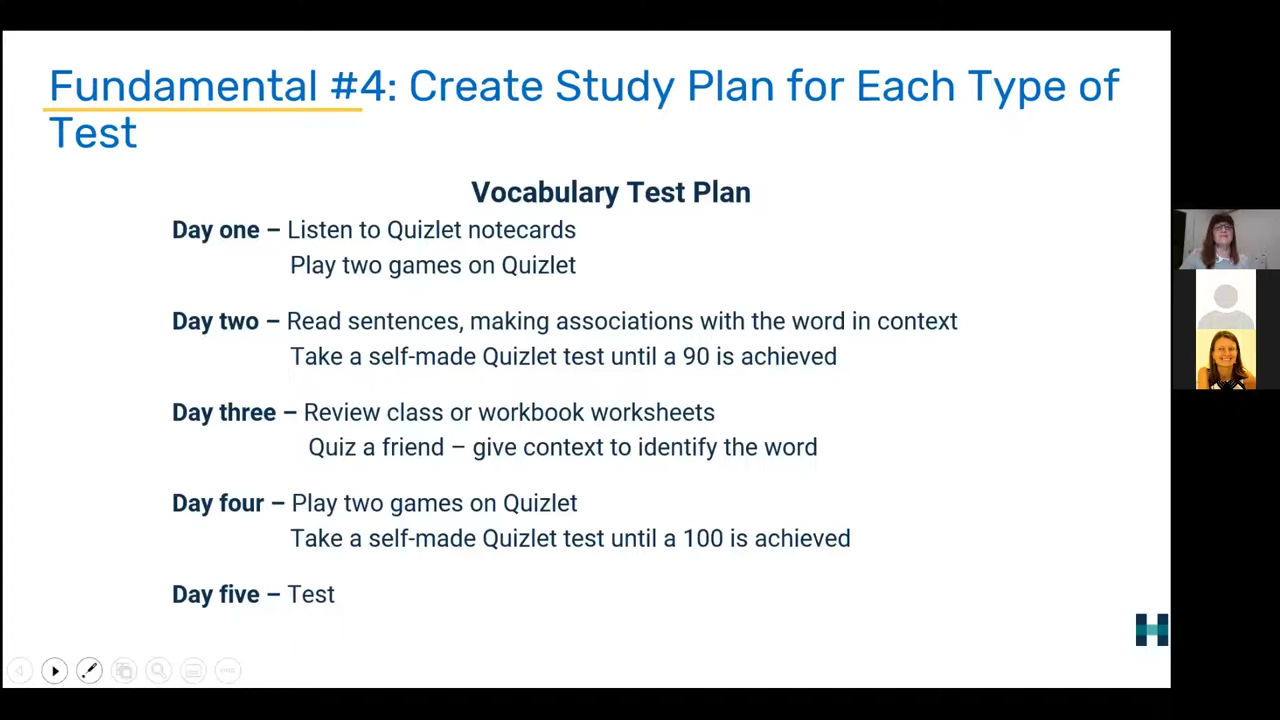 Fundamental #4: Create Study Plan for Each Type of
Test
Vocabulary Test Plan
Day one – Listen to Quizlet notecards
Play two games on Quizlet
Day two – Read sentences, making associations with the word in context
Take a self-made Quizlet test until a 90 is achieved
Day three – Review class or workbook worksheets
Quiz a friend – give context to identify the word
Day four – Play two games on Quizlet
Take a self-made Quizlet test until a 100 is achieved
Day five – Test
H